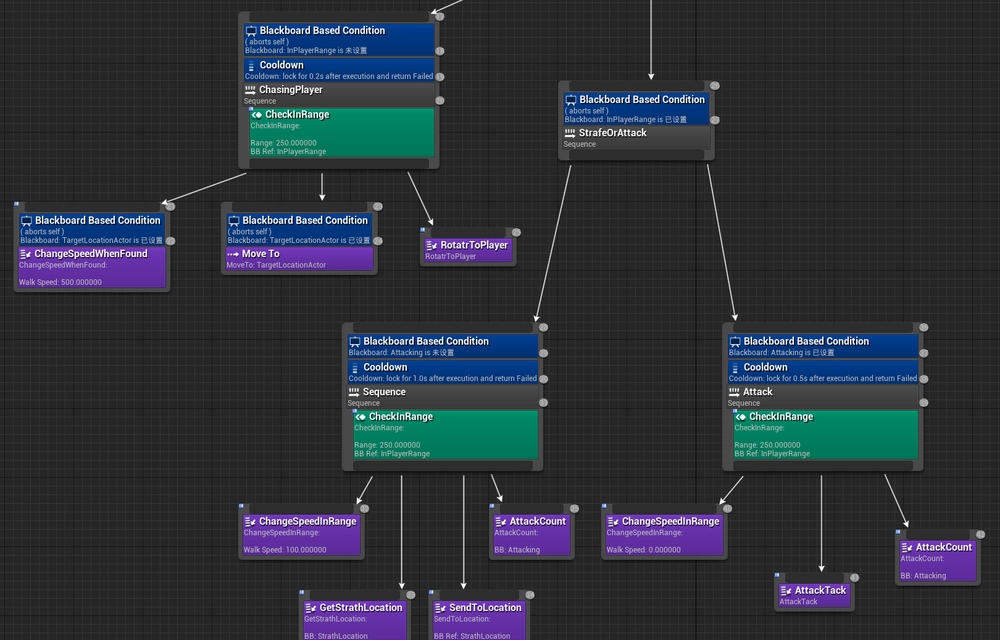 17
Blackboard Based Condition
( aborts self )
Blackboard: InPlayerRange is 未设置
18
Cooldown
Cooldown: lock for 0.2s after execution and return Failed
19
ChasingPlayer
Sequence
20
CheckInRange
CheckInRange:
Range: 250.000000
BB Ref: InPlayerRange
26
Blackboard Based Condition
( aborts self )
Blackboard: InPlayerRange is 已设置
27
StrafeOrAttack
Sequence
21
Blackboard Based Condition
( aborts self )
Blackboard: TargetLocationActor is 已设置
22
ChangeSpeedWhenFound
ChangeSpeedWhenFound:
Walk Speed: 500.000000
23
Blackboard Based Condition
( aborts self )
Blackboard: TargetLocationActor is 已设置
24
Move To
MoveTo: TargetLocationActor
25
RotatrToPlayer
RotatrToPlayer
28
Blackboard Based Condition
Blackboard: Attacking is 未设置
29
Cooldown
Cooldown: lock for 1.0s after execution and return Failed
30
Sequence
Sequence
31
CheckInRange
CheckInRange:
Range: 250.000000
BB Ref: InPlayerRange
36
Blackboard Based Condition
Blackboard: Attacking is 已设置
37
Cooldown
Cooldown: lock for 0.5s after execution and return Failed
38
Attack
Sequence
39
CheckInRange
CheckInRange:
Range: 250.000000
BB Ref: InPlayerRange
32
ChangeSpeedInRange
ChangeSpeedInRange:
Walk Speed: 100.000000
35
AttackCount
AttackCount:
BB: Attacking
40
ChangeSpeedInRange
ChangeSpeedInRange:
Walk Speed: 0.000000
42
AttackCount
AttackCount:
BB: Attacking
33
GetStrathLocation
GetStrathLocation:
BB: StrathLocation
34
SendToLocation
SendToLocation:
BB Ref: StrathLocation
41
AttackTack
AttackTack